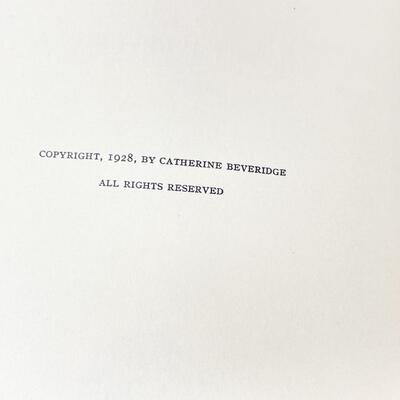 COPYRIGHT, 1928, BY CATHERINE BEVERIDGE
ALL RIGHTS RESERVED